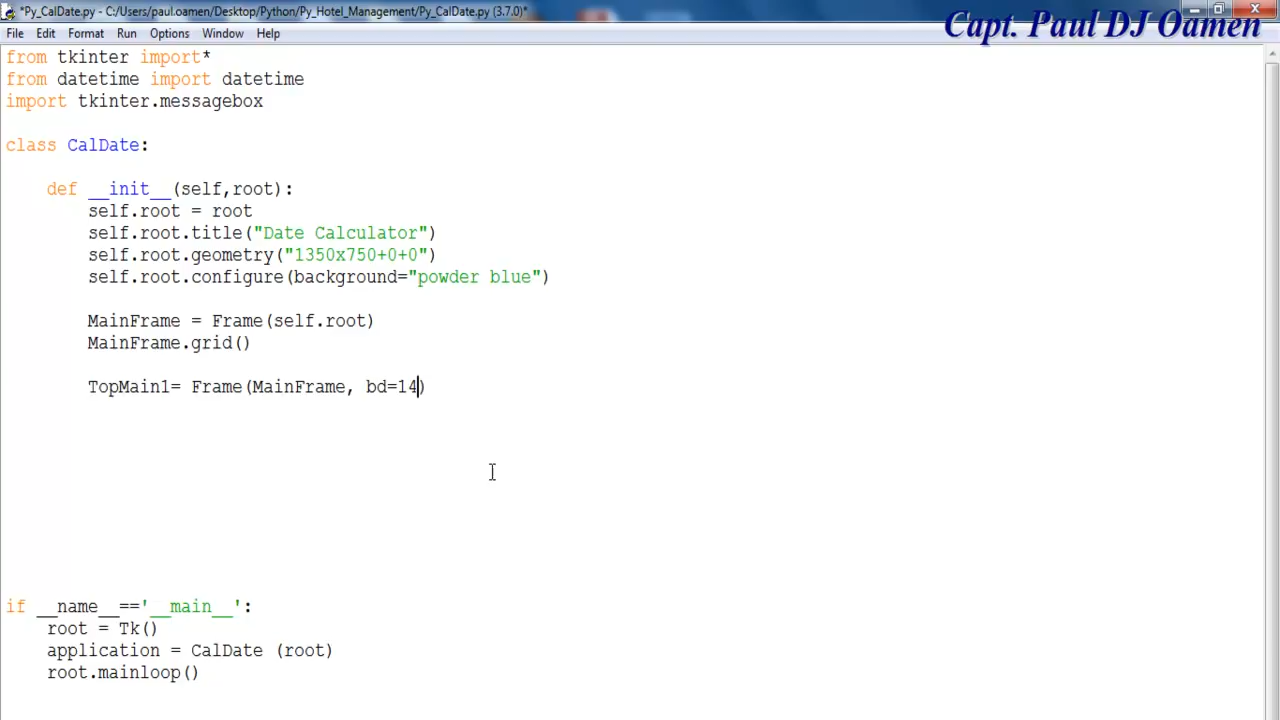 *Py_CalDate.py - C:/Users/paul.oamen/Desktop/Python/Py_Hotel_Management/Py_CalDate.py (3.7.0)*
Capt. Paul DJ Oamen
File Edit Format Run Options Window Help
from tkinter import*
from datetime import datetime
import tkinter.messagebox
class CalDate:
def __init__(self,root):
self.root = root
self.root.title("Date Calculator")
self.root.geometry("1350x750+0+0")
self.root.configure(background="powder blue")
MainFrame = Frame(self.root)
MainFrame.grid()
TopMain1= Frame(MainFrame, bd=14)
if __name__=='__main__':
root = Tk()
application = CalDate (root)
root.mainloop()